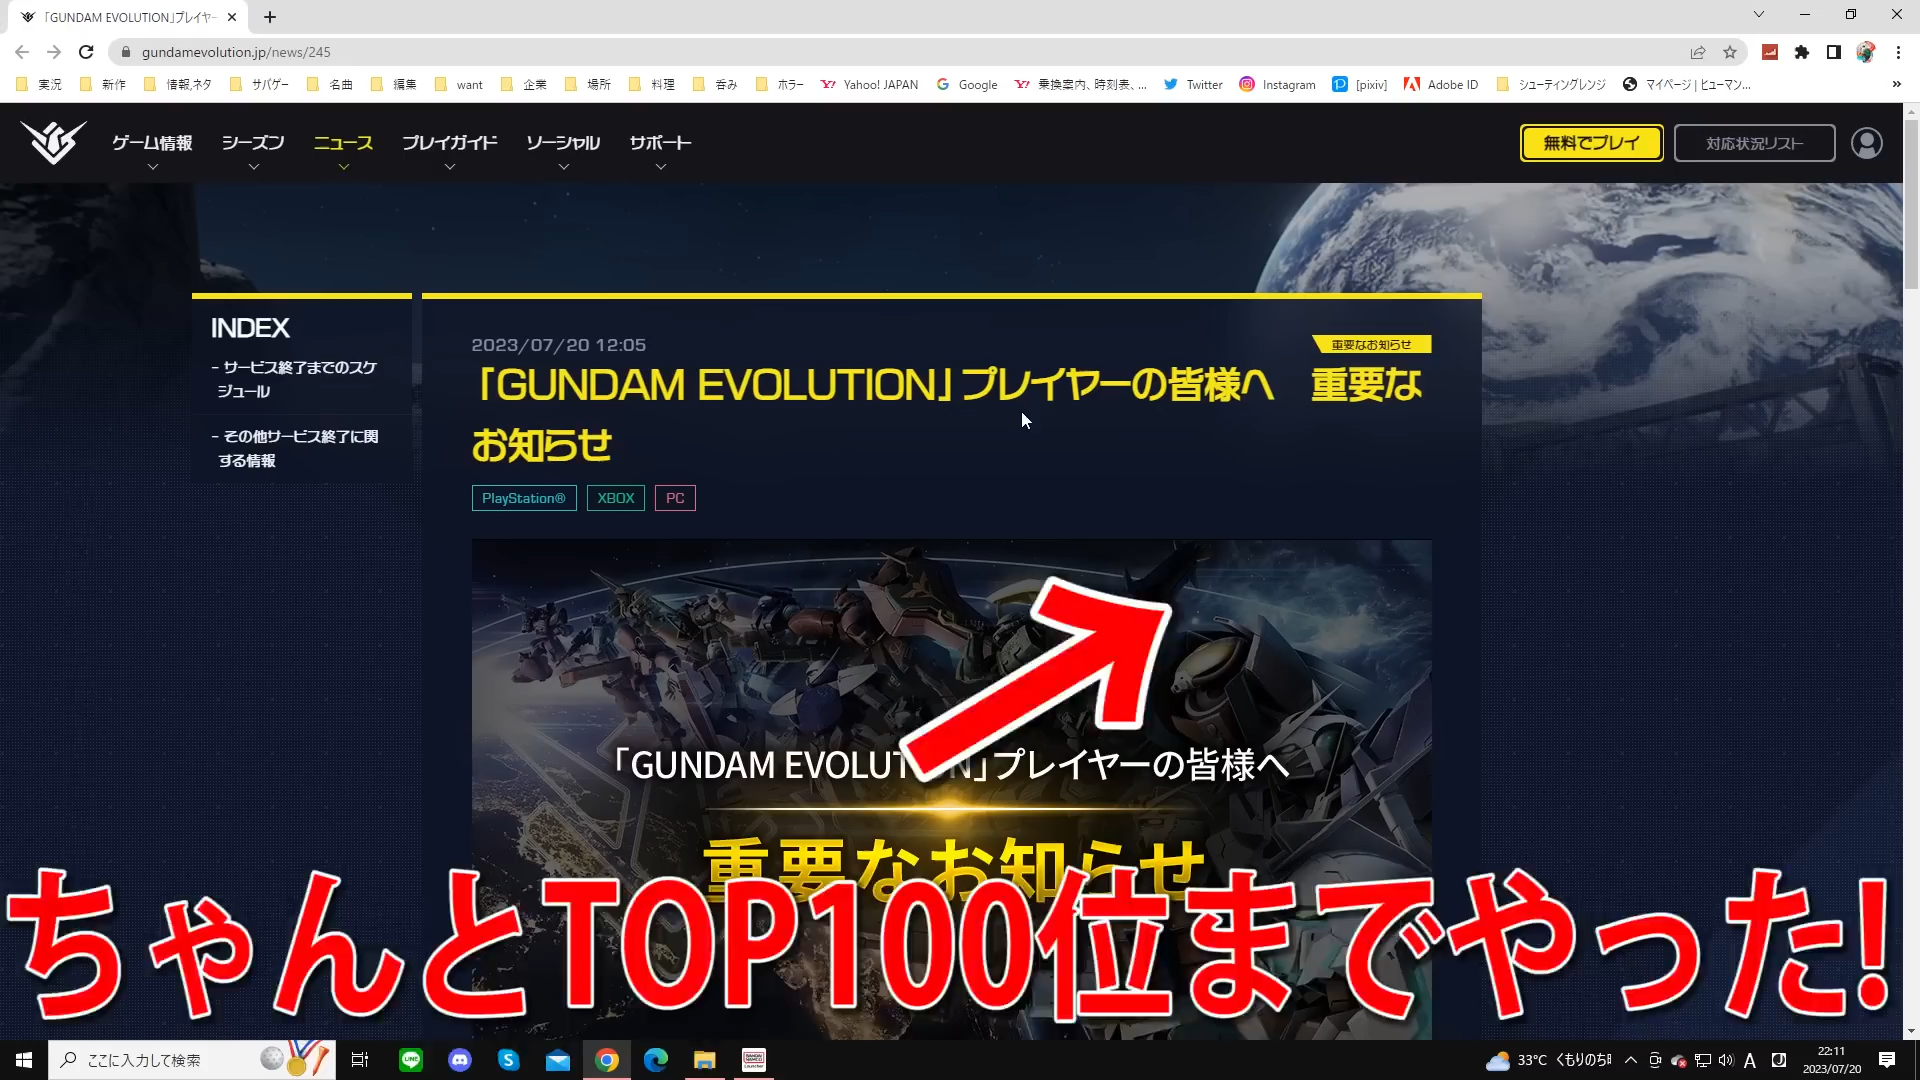 「GUNDAM EVOLUTION」プレイヤー
gundamevolution.jp/news/245
実況 新作 情報,ネタ サバゲー 名曲 編集 want 企業 場所 料理 呑み ホラー Yahoo! JAPAN Google 乗換案内、時刻表、... Twitter Instagram [pixiv] Adobe ID シューティングレンジ マイページ | ヒューマン...
ゲーム情報 シーズン ニュース プレイガイド ソーシャル サポート
無料でプレイ 対応状況リスト
INDEX
- サービス終了までのスケ
ジュール
- その他サービス終了に関
する情報
2023/07/20 12:05
重要なお知らせ
「GUNDAM EVOLUTION」プレイヤーの皆様へ 重要な
お知らせ
PlayStation® XBOX PC
「GUNDAM EVOLUTION」プレイヤーの皆様へ
重要なお知らせ
ちゃんとTOP100位までやった!
ここに入力して検索
33°C くもりのち
A
22:11
2023/07/20